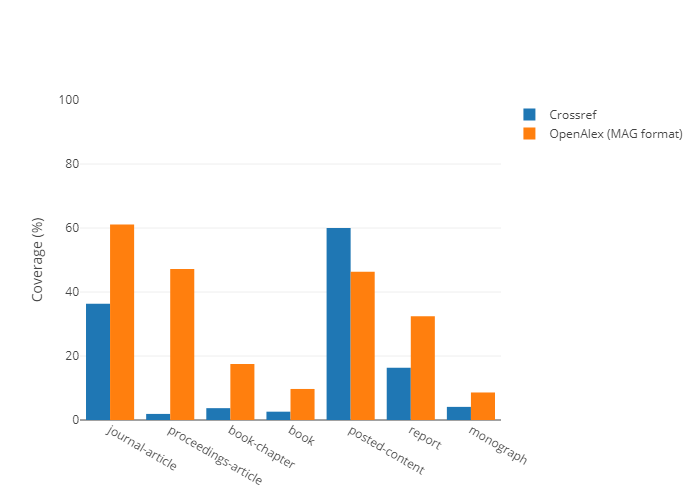 100
80
60
40
20
0
Coverage (%)
journal-article
proceedings-article
book-chapter
book
posted-content
report
monograph
Crossref
OpenAlex (MAG format)